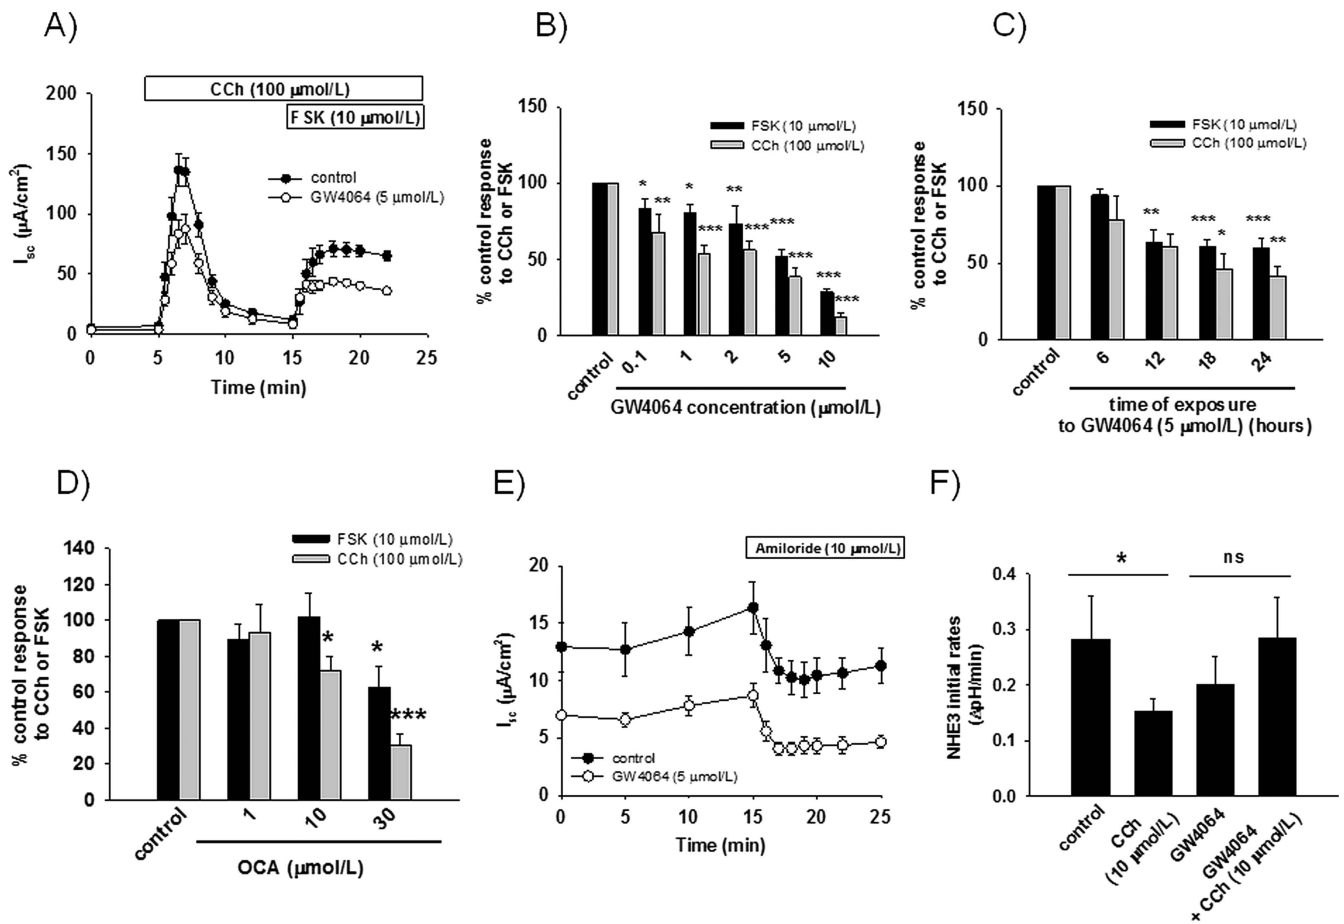 A)
CCh (100 μmol/L)
FSK (10 μmol/L)
200
150
100
50
0
I_sc (μA/cm²)
control
GW4064 (5 μmol/L)
0 5 10 15 20 25
Time (min)
B)
150
100
50
0
% control response
to CCh or FSK
FSK (10 μmol/L)
CCh (100 μmol/L)
* ** * *** ** *** *** *** *** ***
control 0.1 1 2 5 10
GW4064 concentration (μmol/L)
C)
150
100
50
0
% control response
to CCh or FSK
FSK (10 μmol/L)
CCh (100 μmol/L)
** *** * *** **
control 6 12 18 24
time of exposure
to GW4064 (5 μmol/L) (hours)
D)
140
120
100
80
60
40
20
0
% control response
to CCh or FSK
FSK (10 μmol/L)
CCh (100 μmol/L)
* * ***
control 1 10 30
OCA (μmol/L)
E)
Amiloride (10 μmol/L)
20
15
10
5
0
I_sc (μA/cm²)
control
GW4064 (5 μmol/L)
0 5 10 15 20 25
Time (min)
F)
* ns
0.4
0.3
0.2
0.1
0.0
NHE3 initial rates
(ΔpH/min)
control
CCh
(10 μmol/L)
GW4064
GW4064
+ CCh (10 μmol/L)